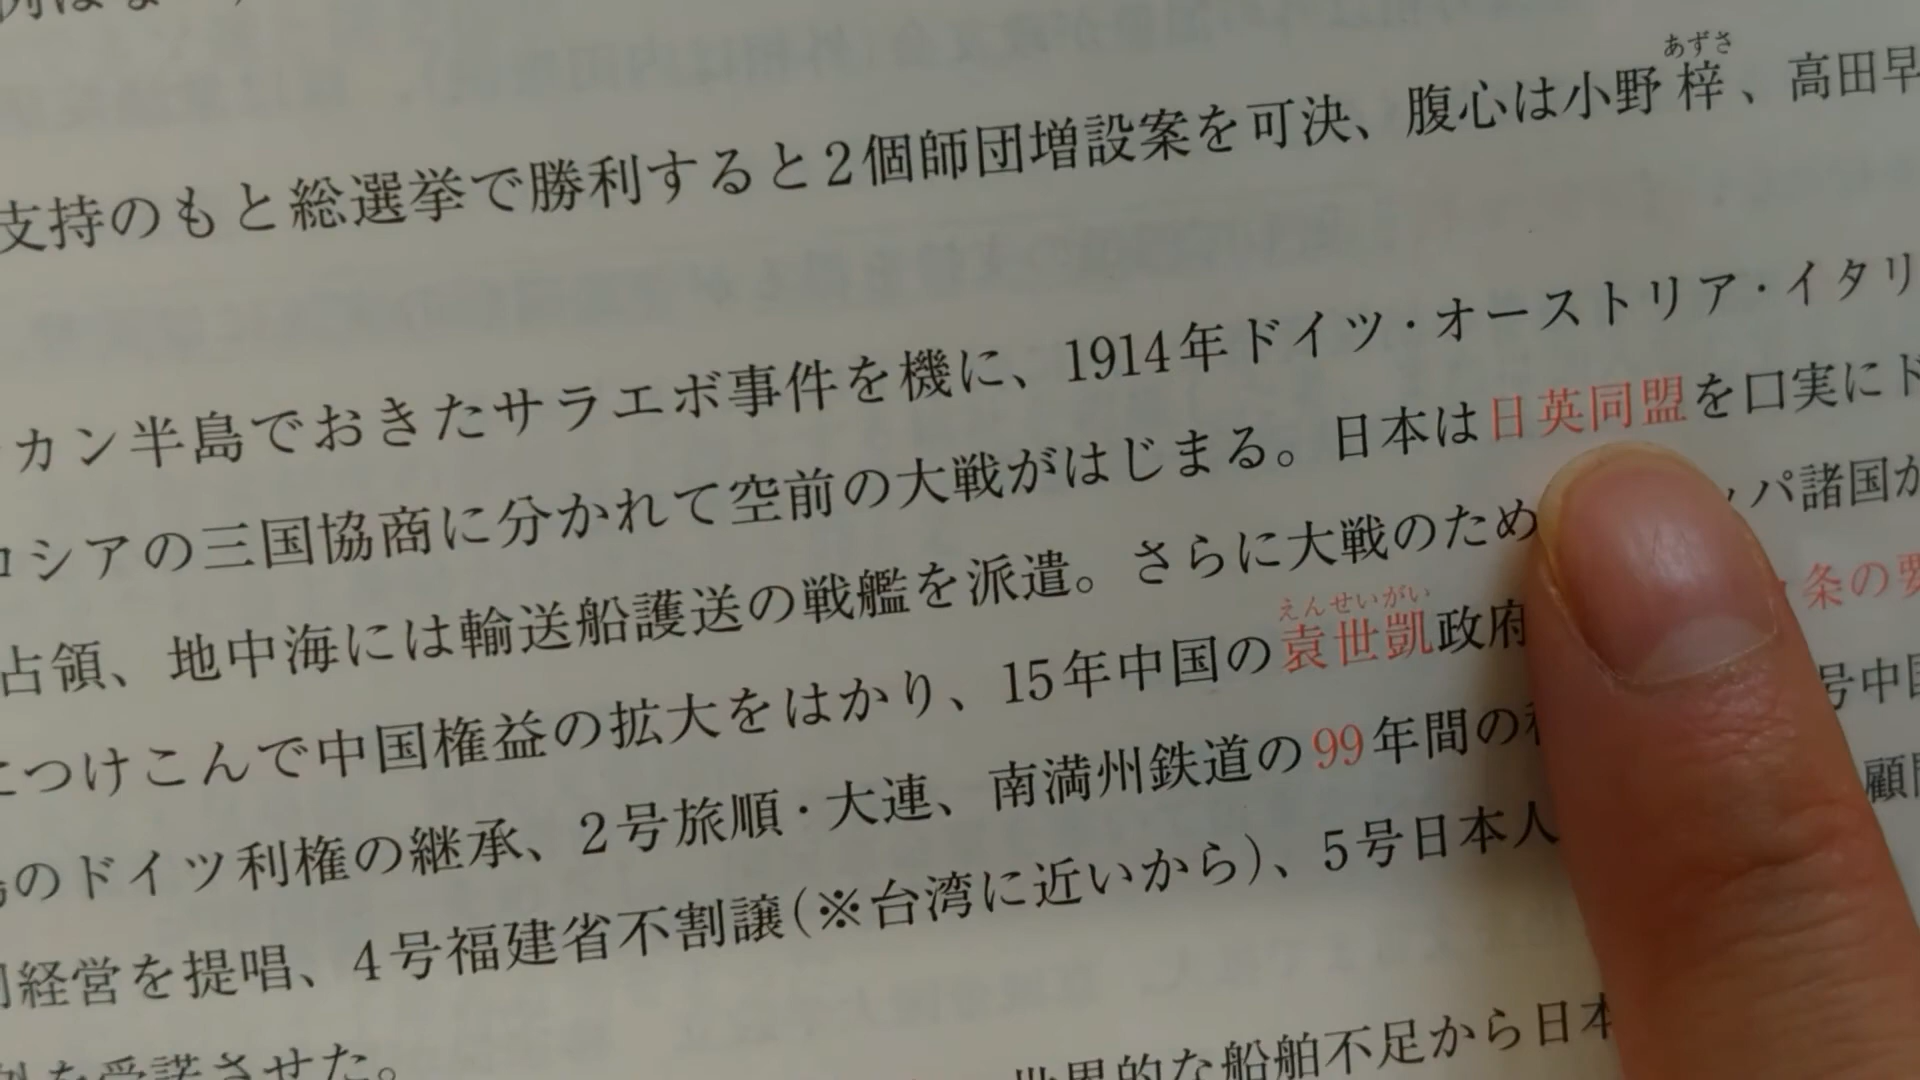 あずさ
支持のもと総選挙で勝利すると2個師団増設案を可決、腹心は小野梓、高田早
カン半島でおきたサラエボ事件を機に、1914年ドイツ・オーストリア・イタリ
ロシアの三国協商に分かれて空前の大戦がはじまる。日本は日英同盟を口実にド
占領、地中海には輸送船護送の戦艦を派遣。さらに大戦のため パ諸国が
えんせいがい
につけこんで中国権益の拡大をはかり、15年中国の袁世凱政府 条の要
のドイツ利権の継承、2号旅順・大連、南満州鉄道の99年間の 号中国
経営を提唱、4号福建省不割譲(※台湾に近いから)、5号日本人 顧問
を受諾させた。 世界的な船舶不足から日本